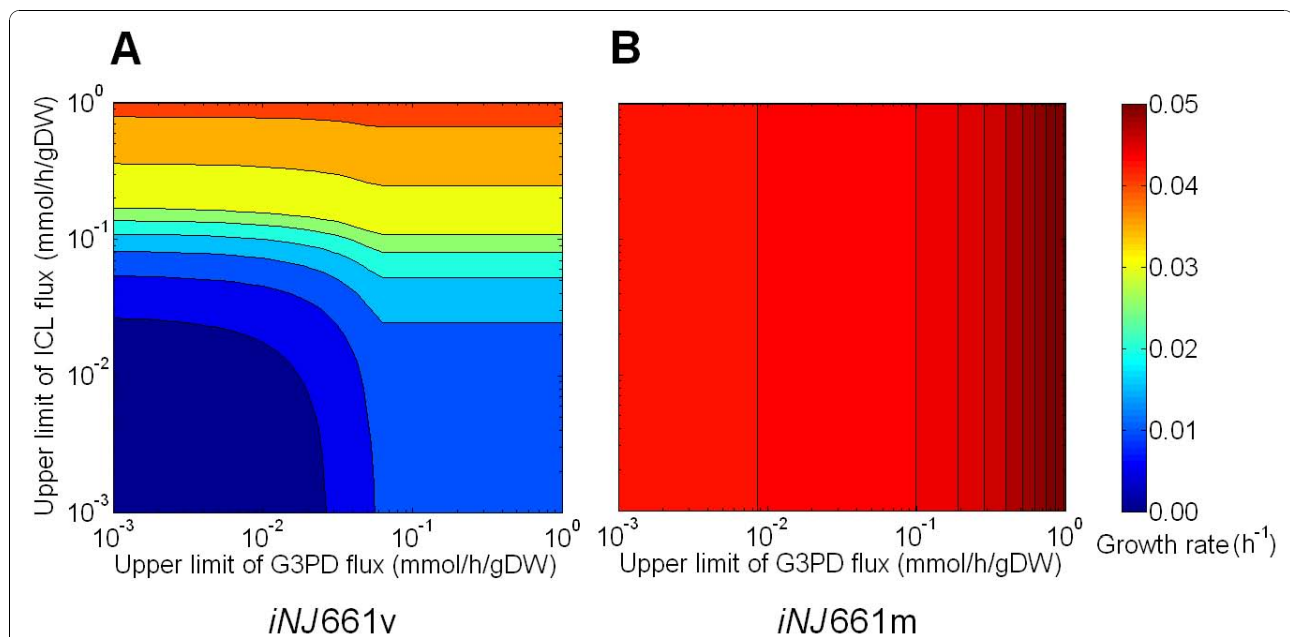 A
B
Upper limit of ICL flux (mmol/h/gDW)
10^0
10^-1
10^-2
10^-3
10^-3 10^-2 10^-1 10^0
Upper limit of G3PD flux (mmol/h/gDW)
iNJ661v
10^-3 10^-2 10^-1 10^0
Upper limit of G3PD flux (mmol/h/gDW)
iNJ661m
0.05
0.04
0.03
0.02
0.01
0.00
Growth rate (h^-1)